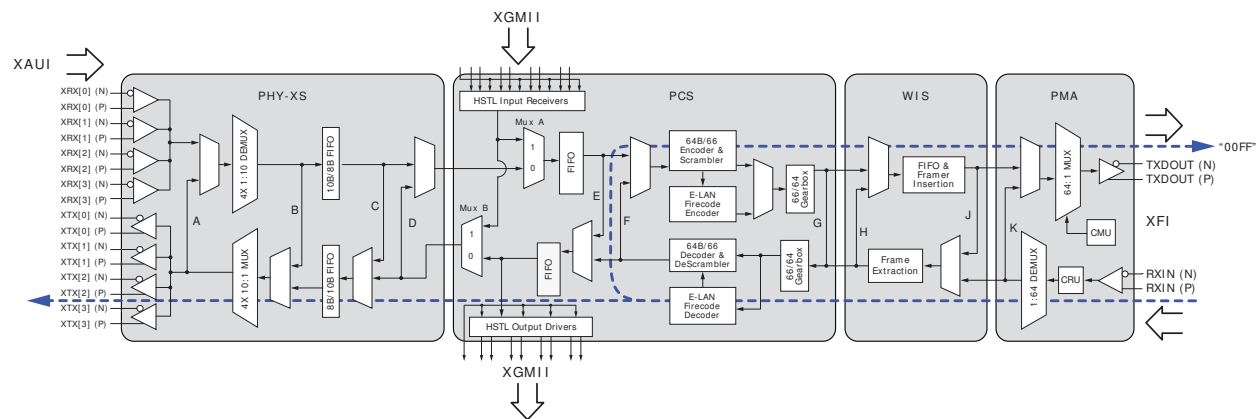 XGMII
XAUI
PHY-XS
PCS
WIS
PMA
XRX[0] (N)
XRX[0] (P)
XRX[1] (N)
XRX[1] (P)
XRX[2] (N)
XRX[2] (P)
XRX[3] (N)
XRX[3] (P)
XTX[0] (N)
XTX[0] (P)
XTX[1] (N)
XTX[1] (P)
XTX[2] (N)
XTX[2] (P)
XTX[3] (N)
XTX[3] (P)
4X 1:10 DEMUX
10B/8B FIFO
A
B
C
D
4X 10:1 MUX
8B/10B FIFO
HSTL Input Receivers
Mux A
1
0
FIFO
E
Mux B
1
0
FIFO
HSTL Output Drivers
F
64B/66
Encoder &
Scrambler
E-LAN
Firecode
Encoder
66/64
Gearbox
64B/66
Decoder &
DeScrambler
E-LAN
Firecode
Decoder
66/64
Gearbox
G
H
FIFO &
Framer
Insertion
Frame
Extraction
J
K
64:1 MUX
CMU
1:64 DEMUX
CRU
"00FF"
TXDOUT (N)
TXDOUT (P)
XFI
RXIN (N)
RXIN (P)
XGMII